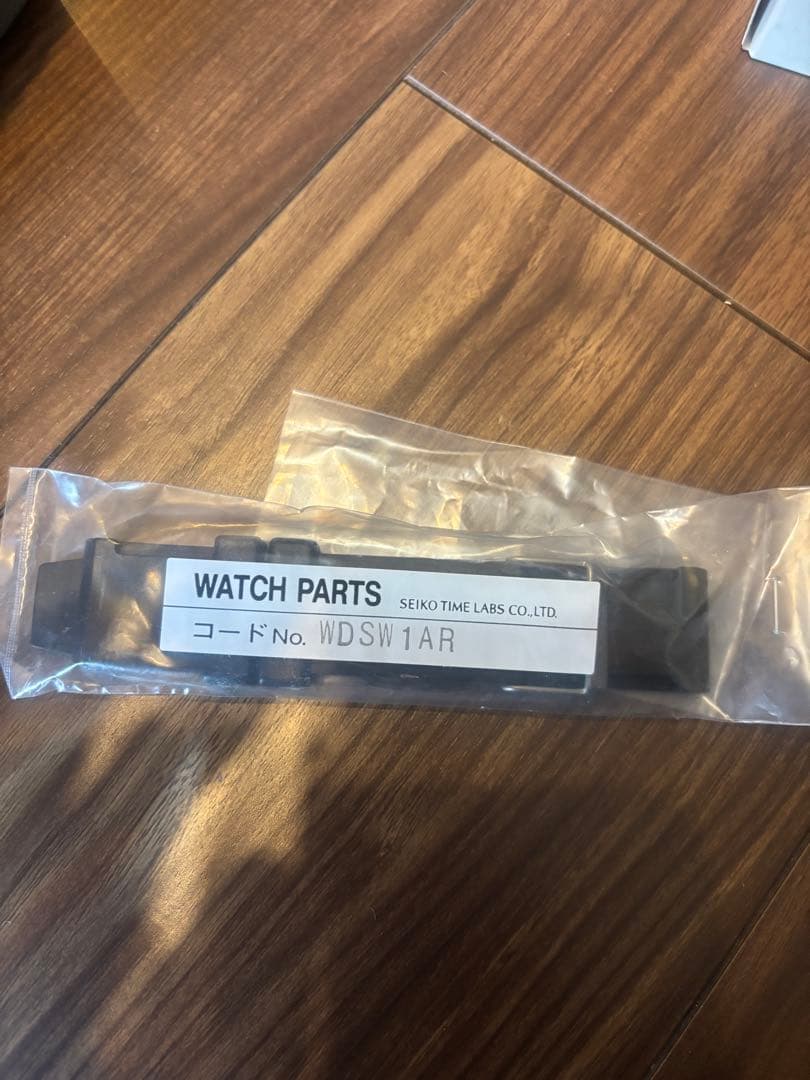 WATCH PARTS SEIKO TIME LABS CO.,LTD.
コードNo. WDSW1AR